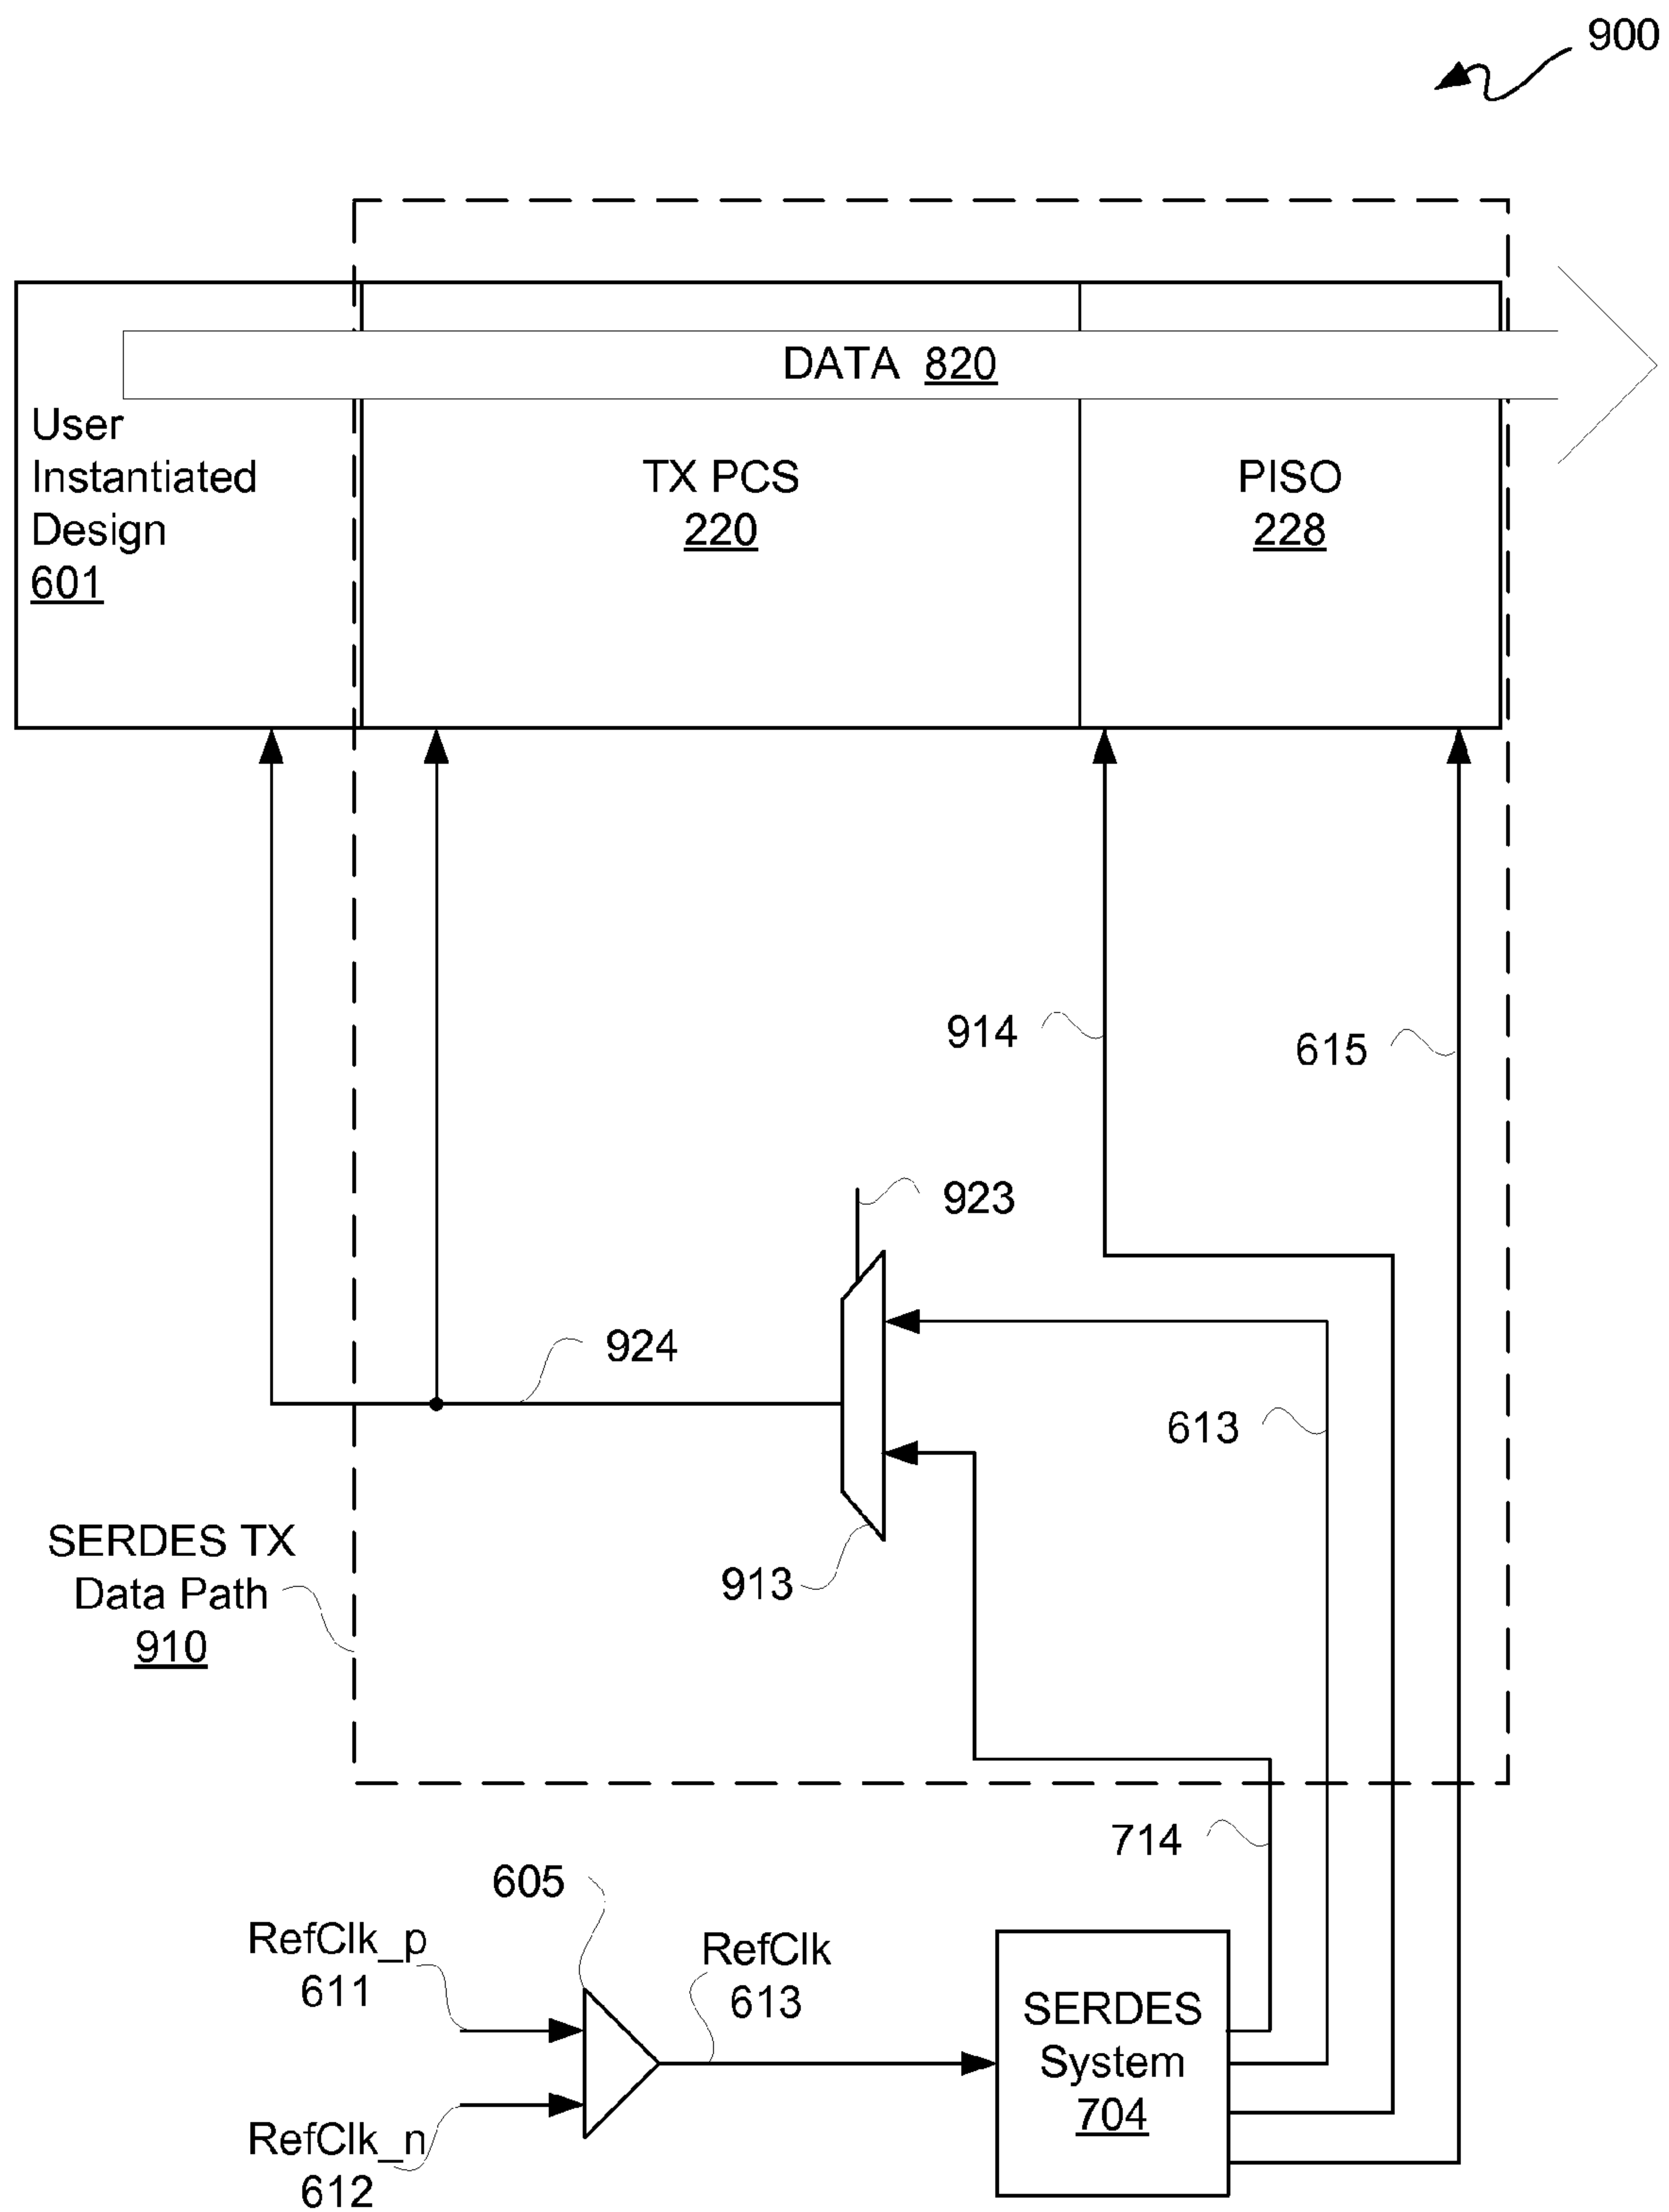 900
DATA 820
User
Instantiated
Design
601
TX PCS
220
PISO
228
914
615
923
924
613
913
SERDES TX
Data Path
910
714
605
RefClk_p
611
RefClk
613
SERDES
System
704
RefClk_n
612